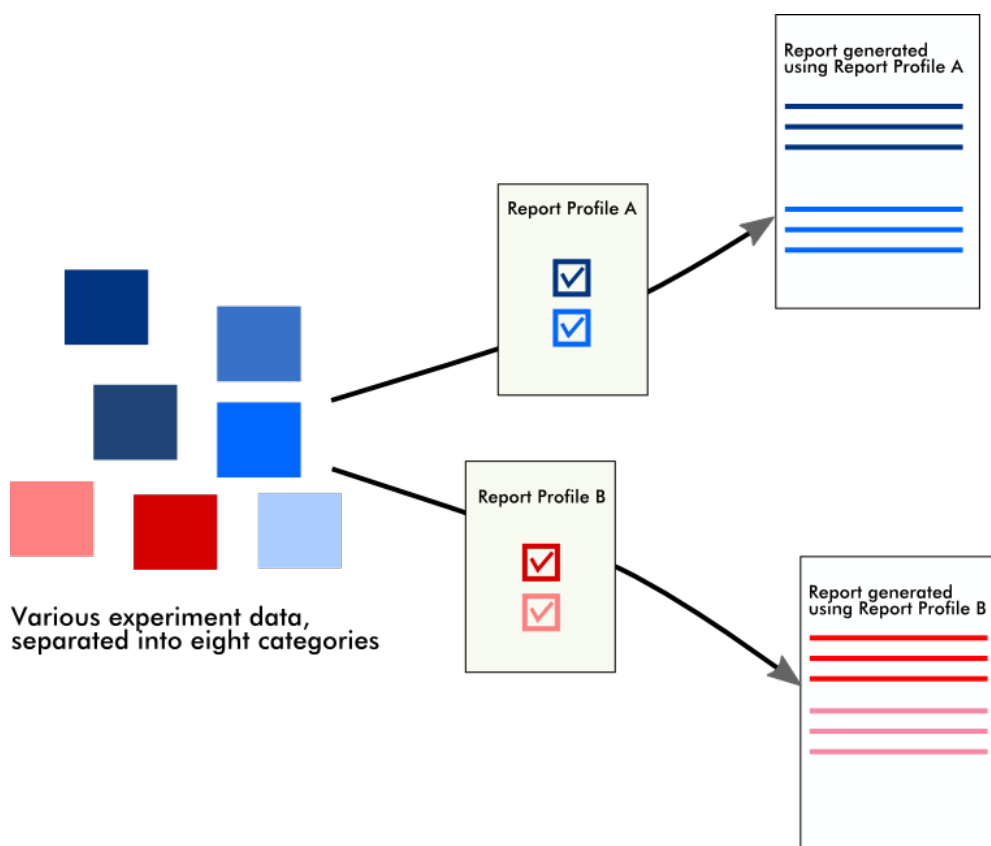 Report generated
using Report Profile A
Report Profile A
Report Profile B
Various experiment data,
separated into eight categories
Report generated
using Report Profile B